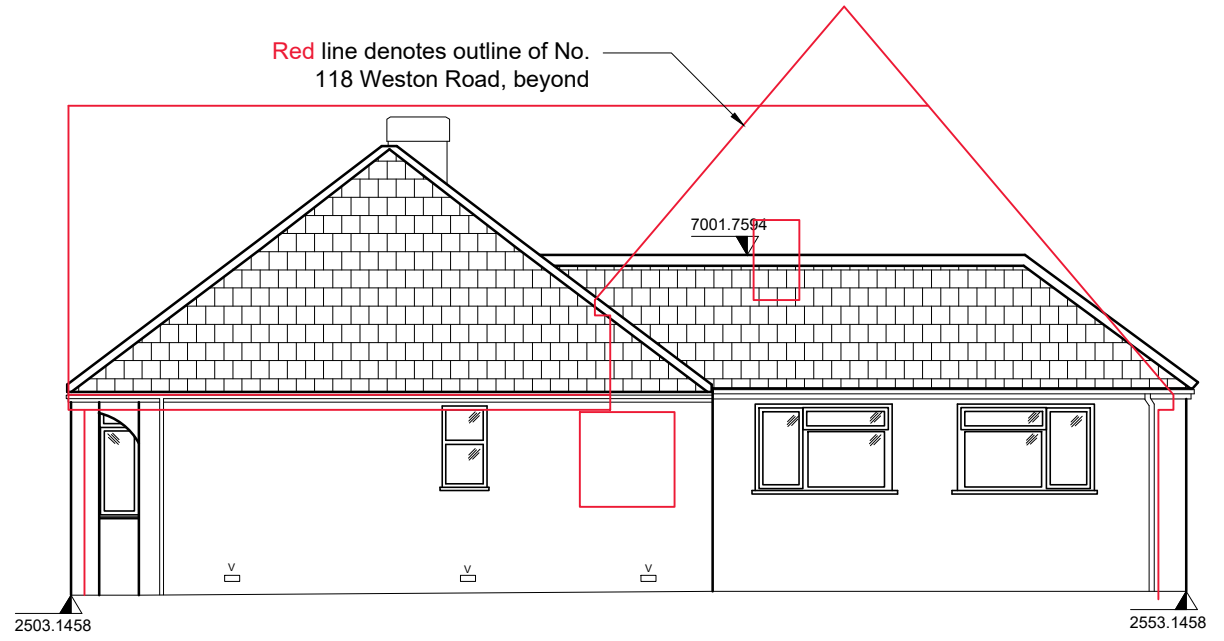 Red line denotes outline of No.
118 Weston Road, beyond
7001.7594
V
V
V
2503.1458
2553.1458